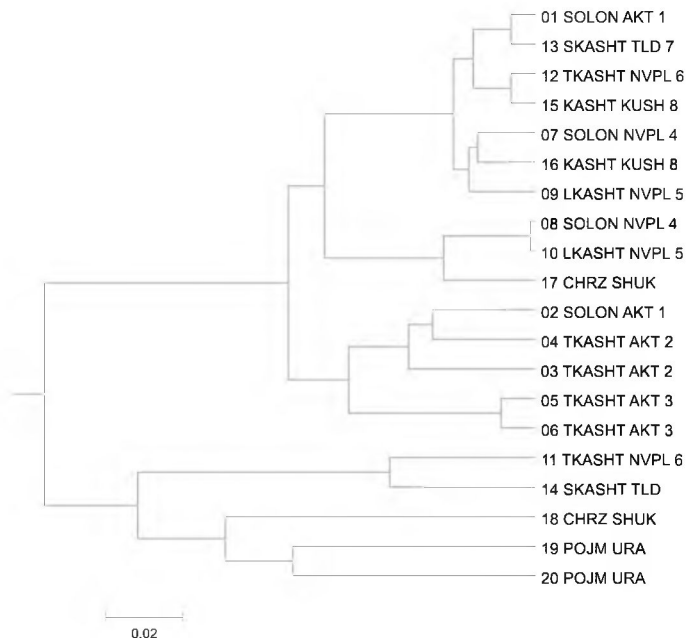 01 SOLON AKT 1
13 SKASHT TLD 7
12 TKASHT NVPL 6
15 KASHT KUSH 8
07 SOLON NVPL 4
16 KASHT KUSH 8
09 LKASHT NVPL 5
08 SOLON NVPL 4
10 LKASHT NVPL 5
17 CHRZ SHUK
02 SOLON AKT 1
04 TKASHT AKT 2
03 TKASHT AKT 2
05 TKASHT AKT 3
06 TKASHT AKT 3
11 TKASHT NVPL 6
14 SKASHT TLD
18 CHRZ SHUK
19 POJM URA
20 POJM URA
0.02